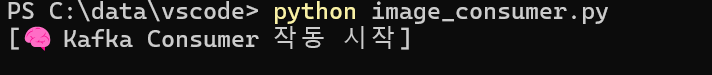 PS C:\data\vscode> python image_consumer.py
[🧠 Kafka Consumer 작동 시작]